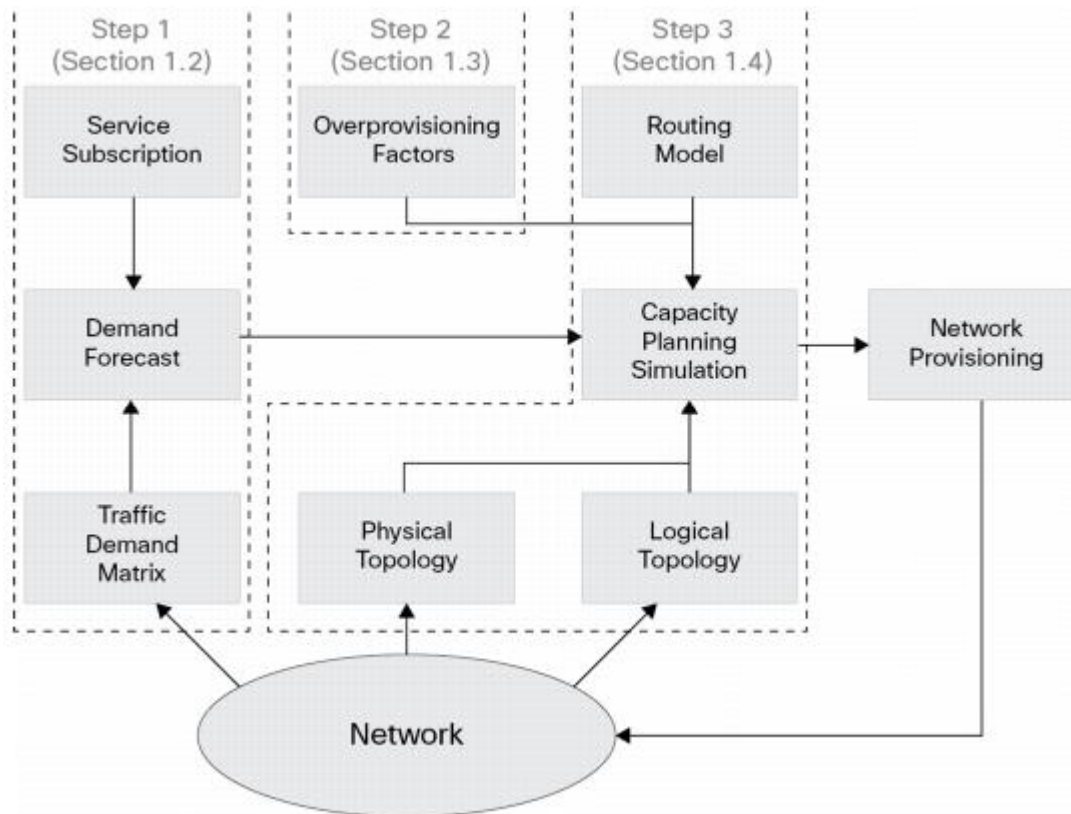 Step 1
(Section 1.2)
Step 2
(Section 1.3)
Step 3
(Section 1.4)
Service
Subscription
Overprovisioning
Factors
Routing
Model
Demand
Forecast
Capacity
Planning
Simulation
Network
Provisioning
Traffic
Demand
Matrix
Physical
Topology
Logical
Topology
Network